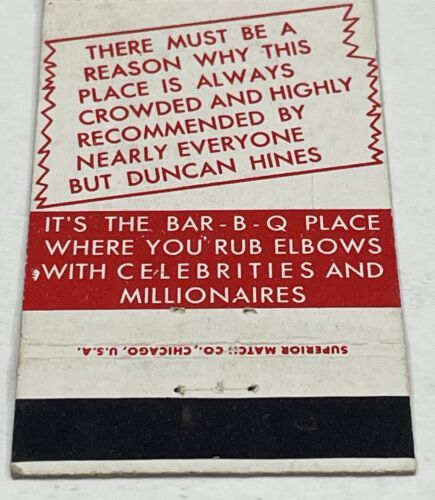 THERE MUST BE A
REASON WHY THIS
PLACE IS ALWAYS
CROWDED AND HIGHLY
RECOMMENDED BY
NEARLY EVERYONE
BUT DUNCAN HINES
IT'S THE BAR-B-Q PLACE
WHERE YOU RUB ELBOWS
WITH CELEBRITIES AND
MILLIONAIRES
SUPERIOR MATCH CO., CHICAGO, U.S.A.